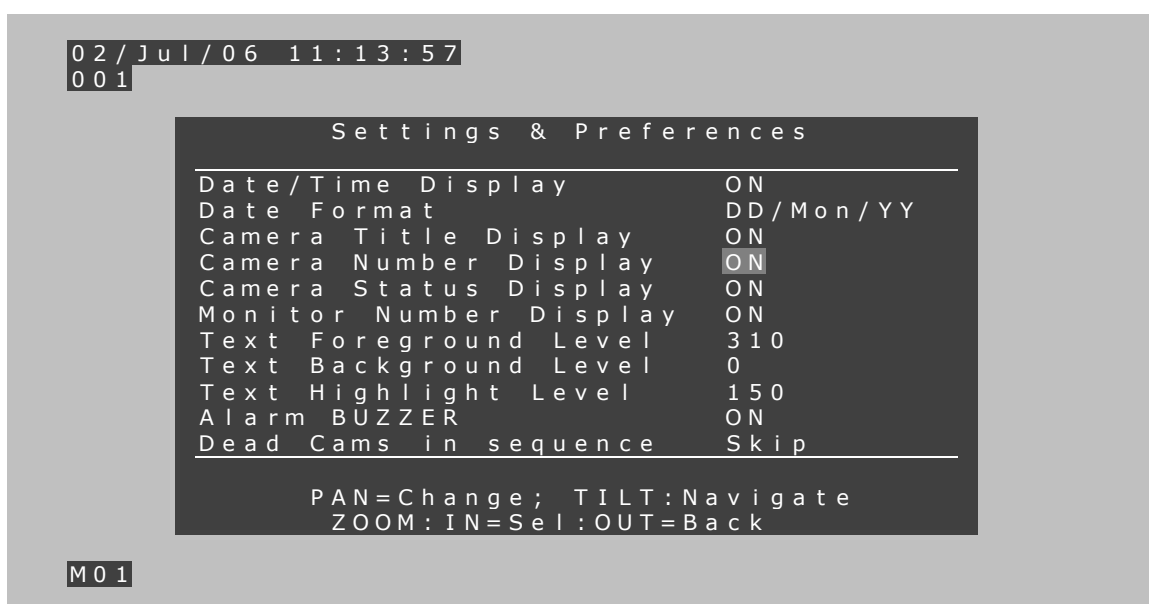 02/Jul/06 11:13:57
001
Settings & Preferences
Date/Time Display ON
Date Format DD/Mon/YY
Camera Title Display ON
Camera Number Display ON
Camera Status Display ON
Monitor Number Display ON
Text Foreground Level 310
Text Background Level 0
Text Highlight Level 150
Alarm BUZZER ON
Dead Cams in sequence Skip
PAN=Change; TILT:Navigate
ZOOM:IN=Sel:OUT=Back
M01